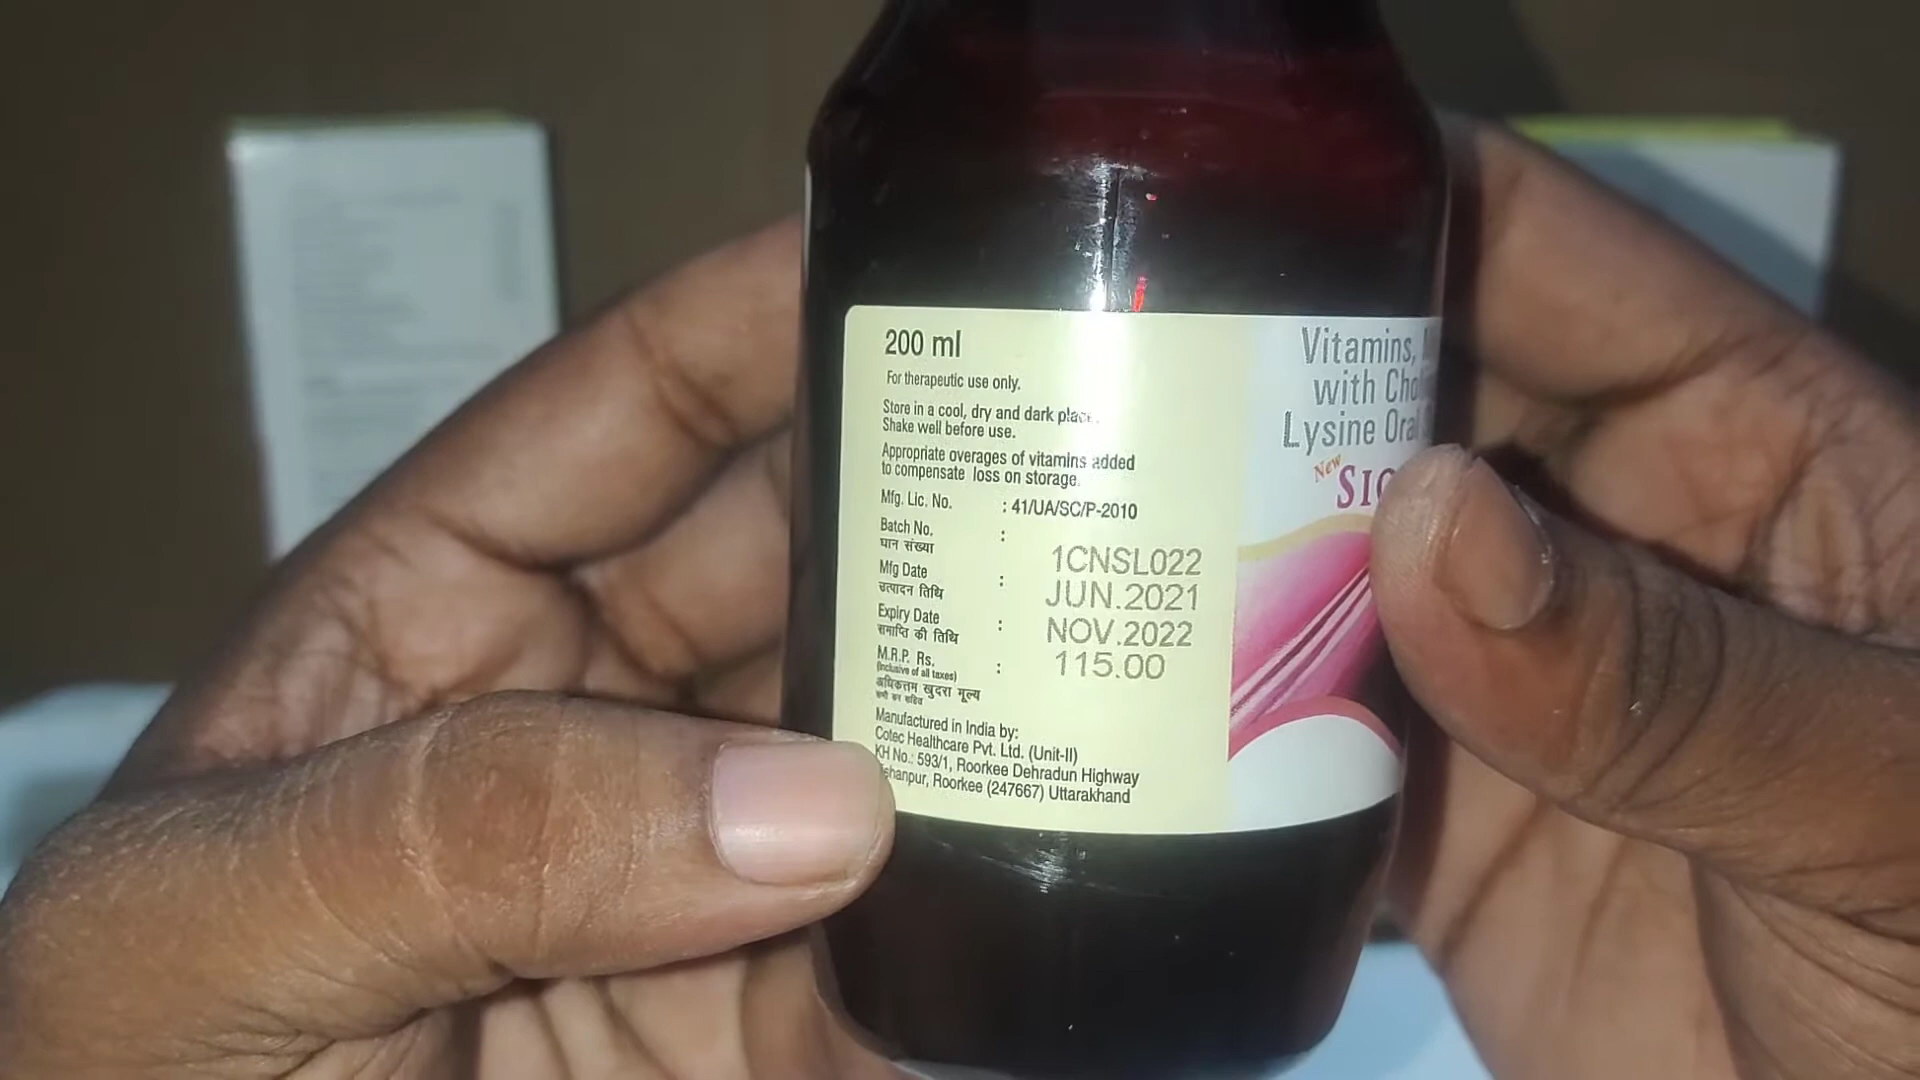 200 ml
For therapeutic use only.
Store in a cool, dry and dark place.
Shake well before use.
Appropriate overages of vitamins added
to compensate loss on storage.
Mfg. Lic. No. : 41/UA/SC/P-2010
Batch No. :
घान संख्या
1CNSL022
Mfg Date :
उत्पादन तिथि
JUN.2021
Expiry Date :
समाप्ति की तिथि
NOV.2022
M.R.P. Rs. :
(Inclusive of all taxes)
115.00
अधिकतम खुदरा मूल्य
Manufactured in India by:
Cotec Healthcare Pvt. Ltd. (Unit-II)
KH No.: 593/1, Roorkee Dehradun Highway
Roorkee (247667) Uttarakhand
Vitamins,
with
Lysine Oral
New